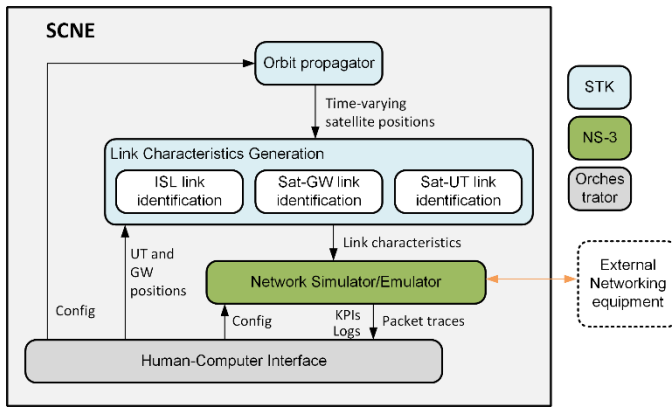 SCNE
Orbit propagator
Time-varying
satellite positions
Link Characteristics Generation
ISL link
identification
Sat-GW link
identification
Sat-UT link
identification
UT and
GW
positions
Link characteristics
Network Simulator/Emulator
Config
Config
KPIs
Logs
Packet traces
Human-Computer Interface
STK
NS-3
Orches
trator
External
Networking
equipment